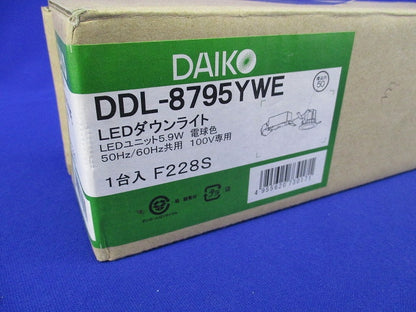 DAIKO
DDL-8795YWE
LEDダウンライト
LEDユニット5.9W 電球色
50Hz/60Hz共用 100V専用
1台入 F228S